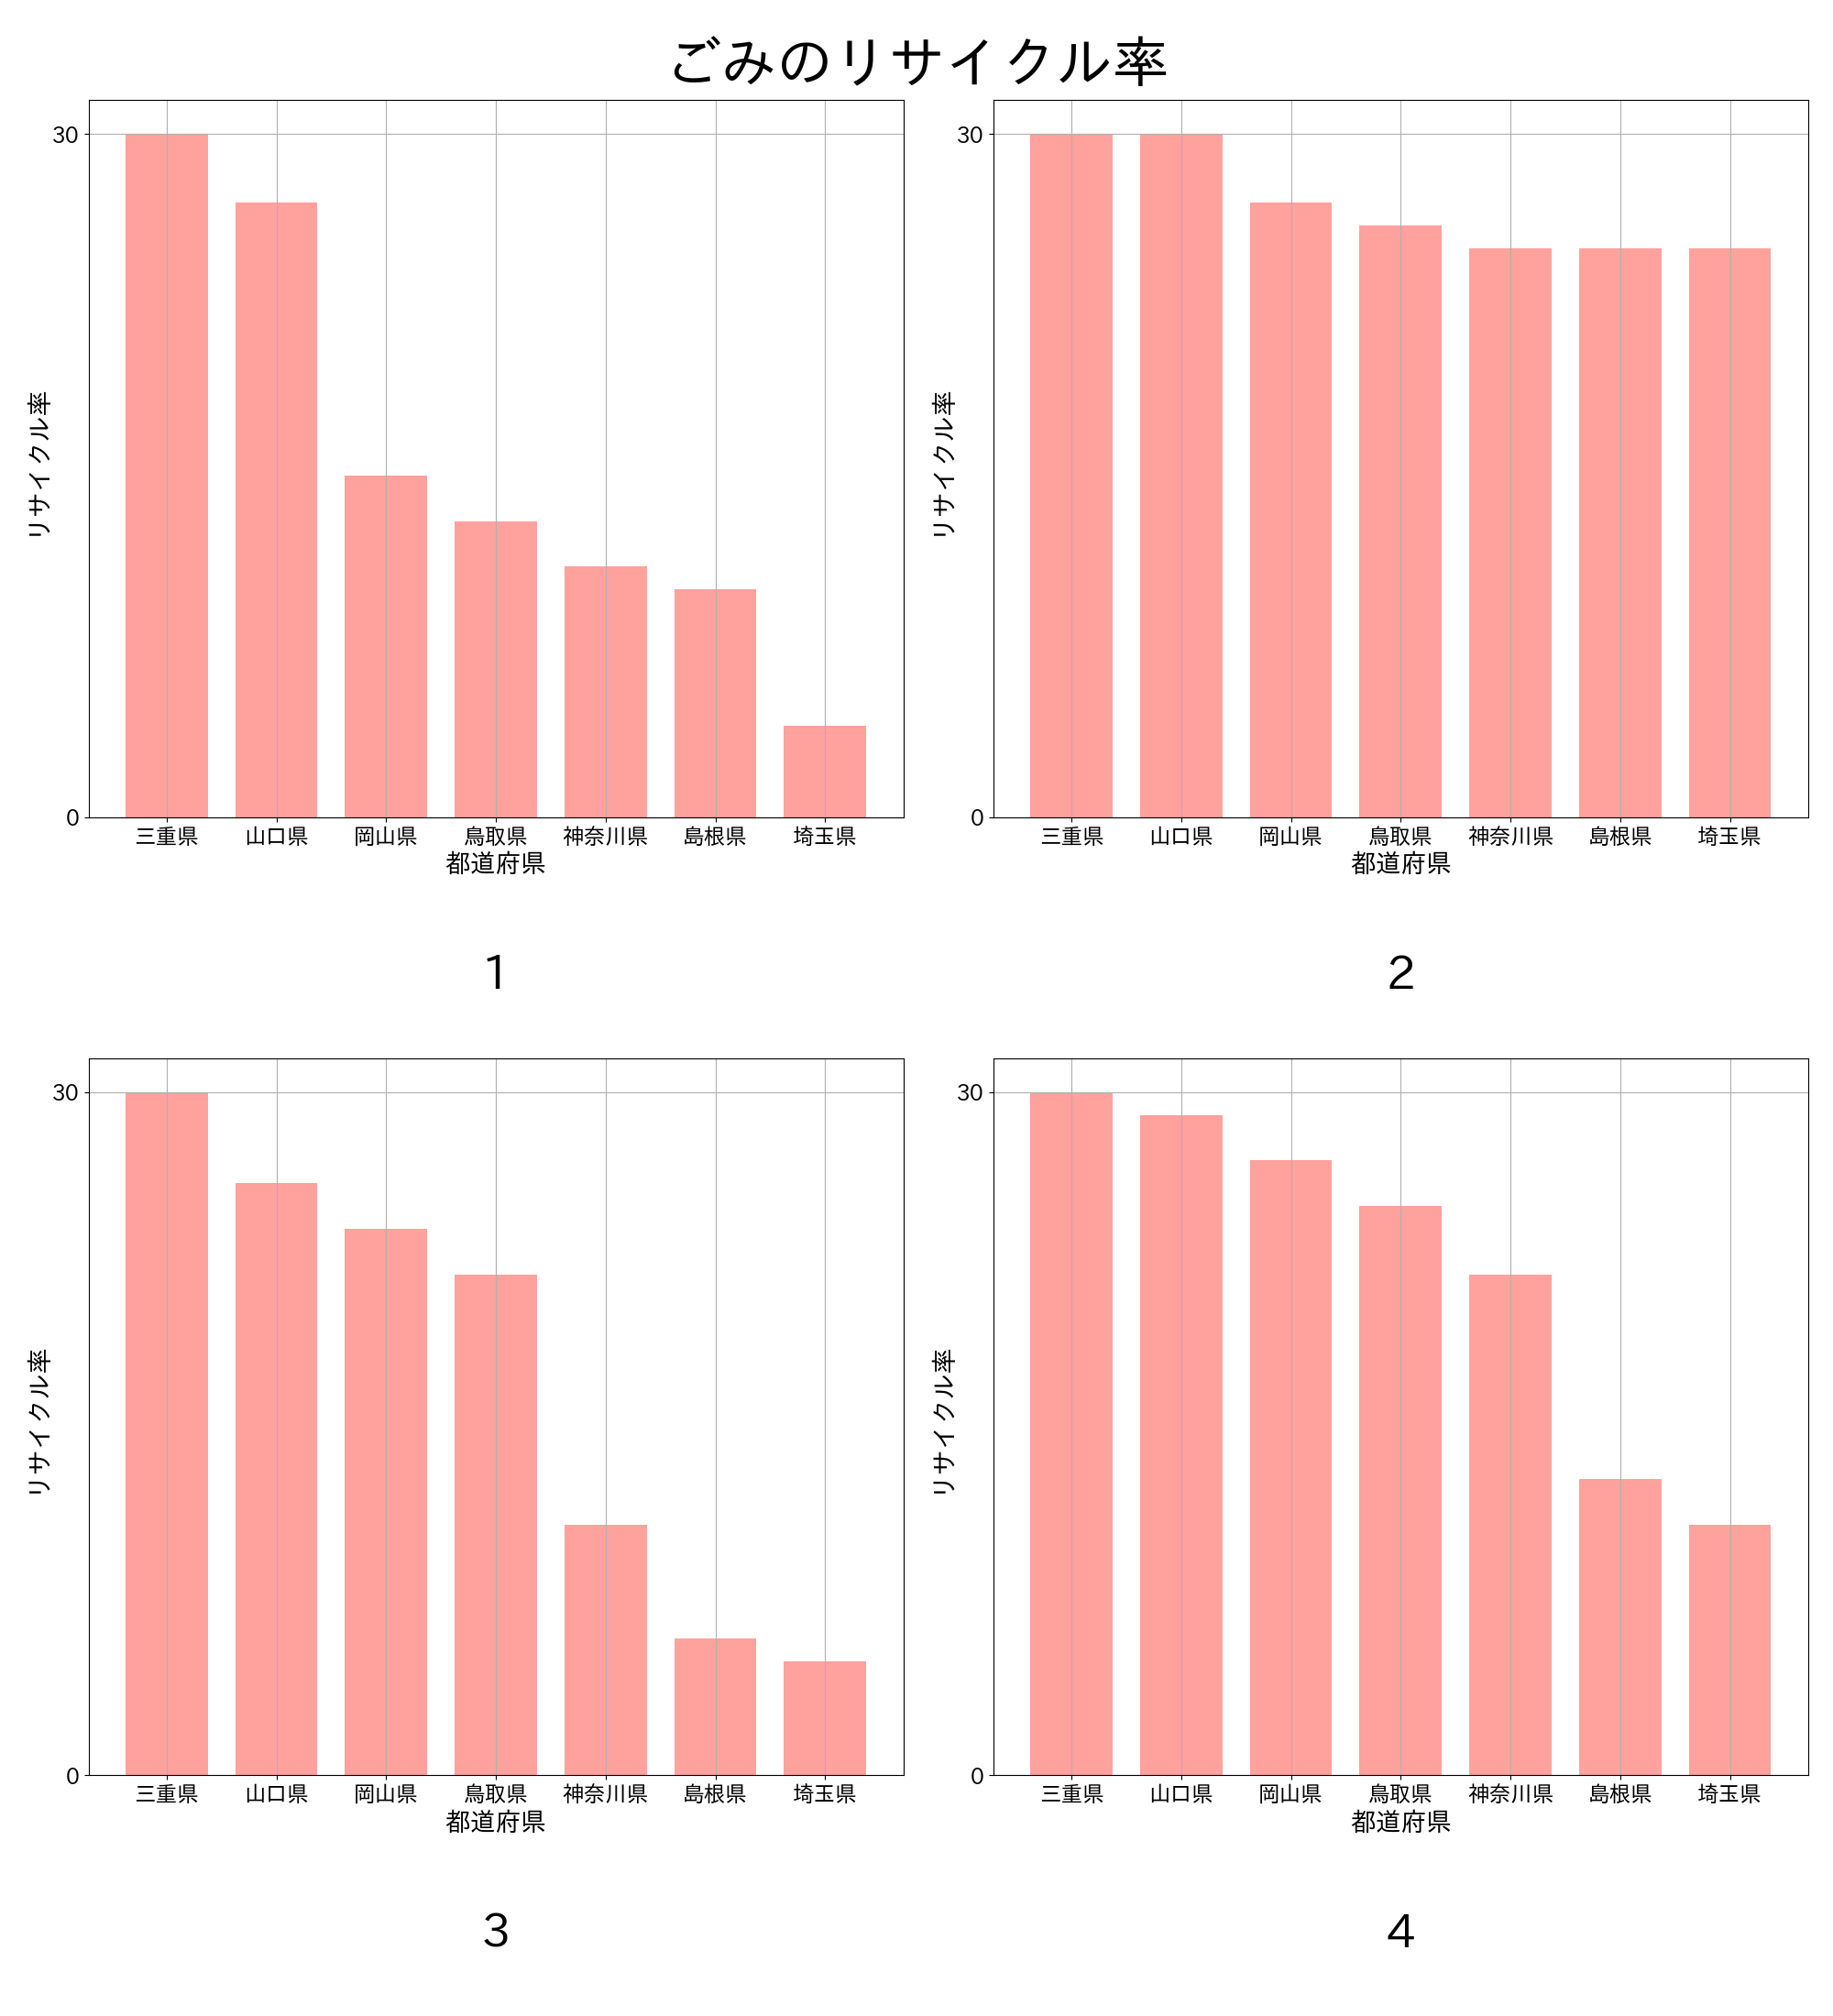 ごみのリサイクル率
30
0
リサイクル率
三重県 山口県 岡山県 鳥取県 神奈川県 島根県 埼玉県
都道府県
1
30
0
リサイクル率
三重県 山口県 岡山県 鳥取県 神奈川県 島根県 埼玉県
都道府県
2
30
0
リサイクル率
三重県 山口県 岡山県 鳥取県 神奈川県 島根県 埼玉県
都道府県
3
30
0
リサイクル率
三重県 山口県 岡山県 鳥取県 神奈川県 島根県 埼玉県
都道府県
4